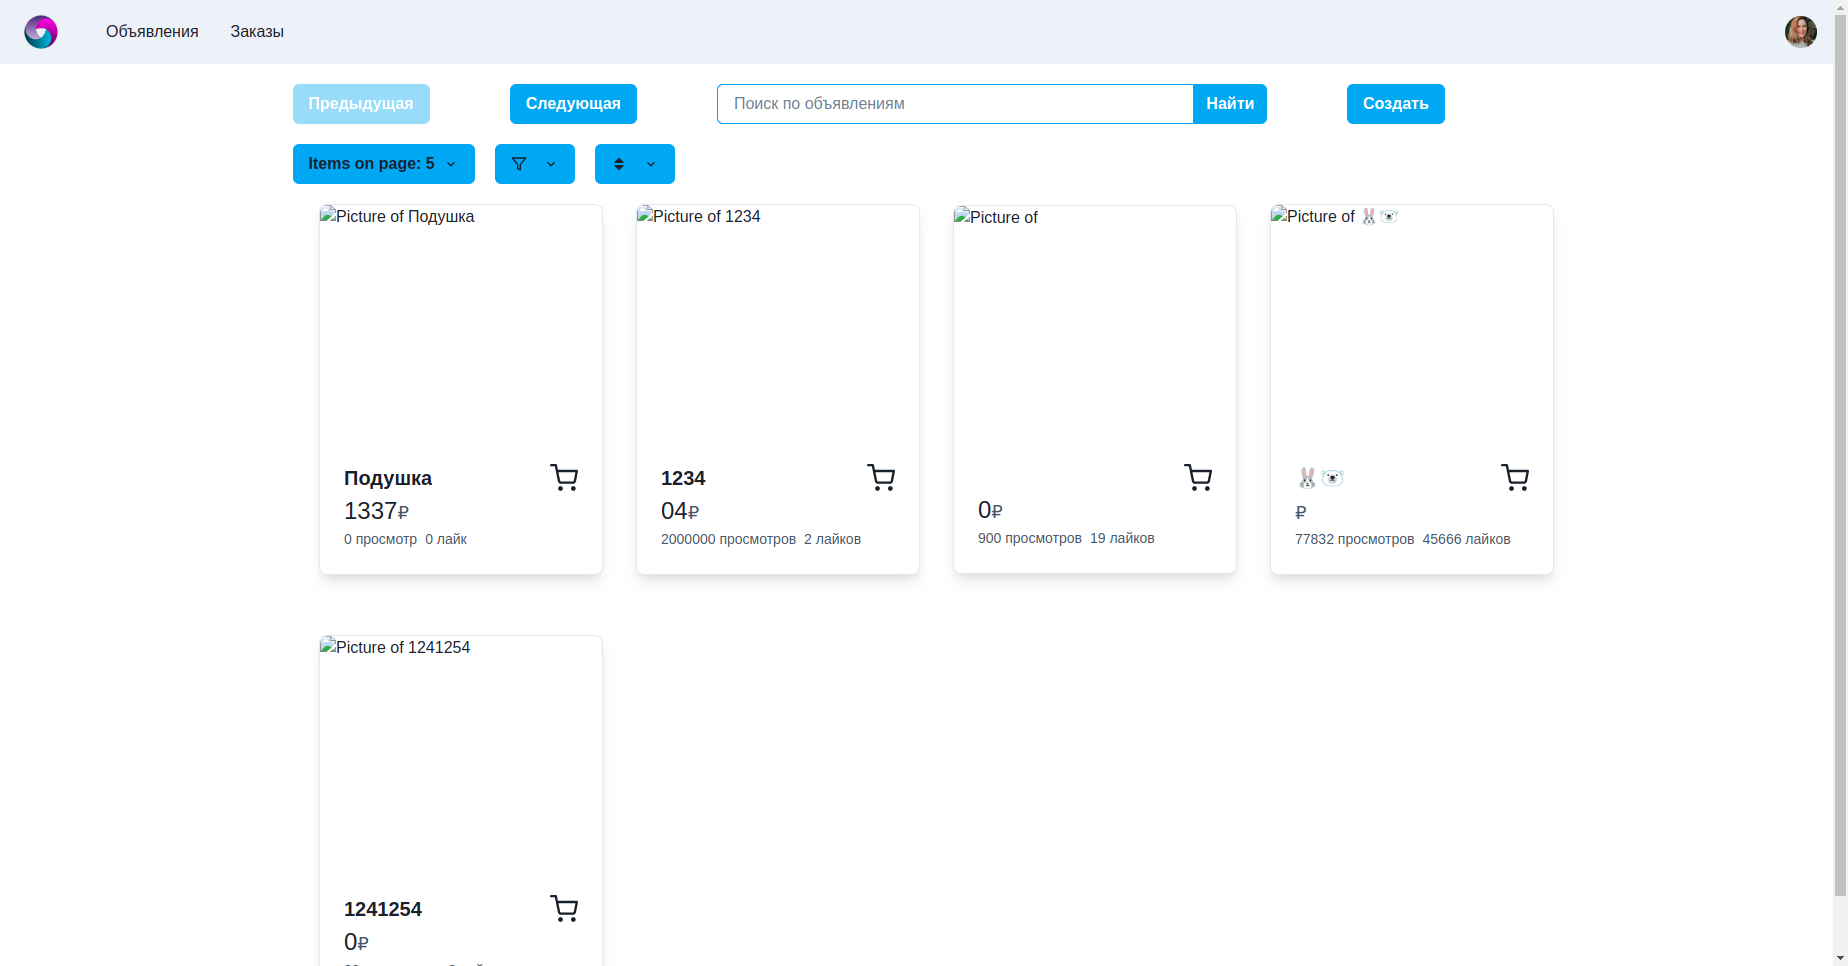 Объявления Заказы
Предыдущая Следующая Поиск по объявлениям Найти Создать
Items on page: 5
Picture of Подушка
Подушка
1337₽
0 просмотр 0 лайк
Picture of 1234
1234
04₽
2000000 просмотров 2 лайков
Picture of
0₽
900 просмотров 19 лайков
Picture of 🐰🐻‍❄️
🐰🐻‍❄️
₽
77832 просмотров 45666 лайков
Picture of 1241254
1241254
0₽